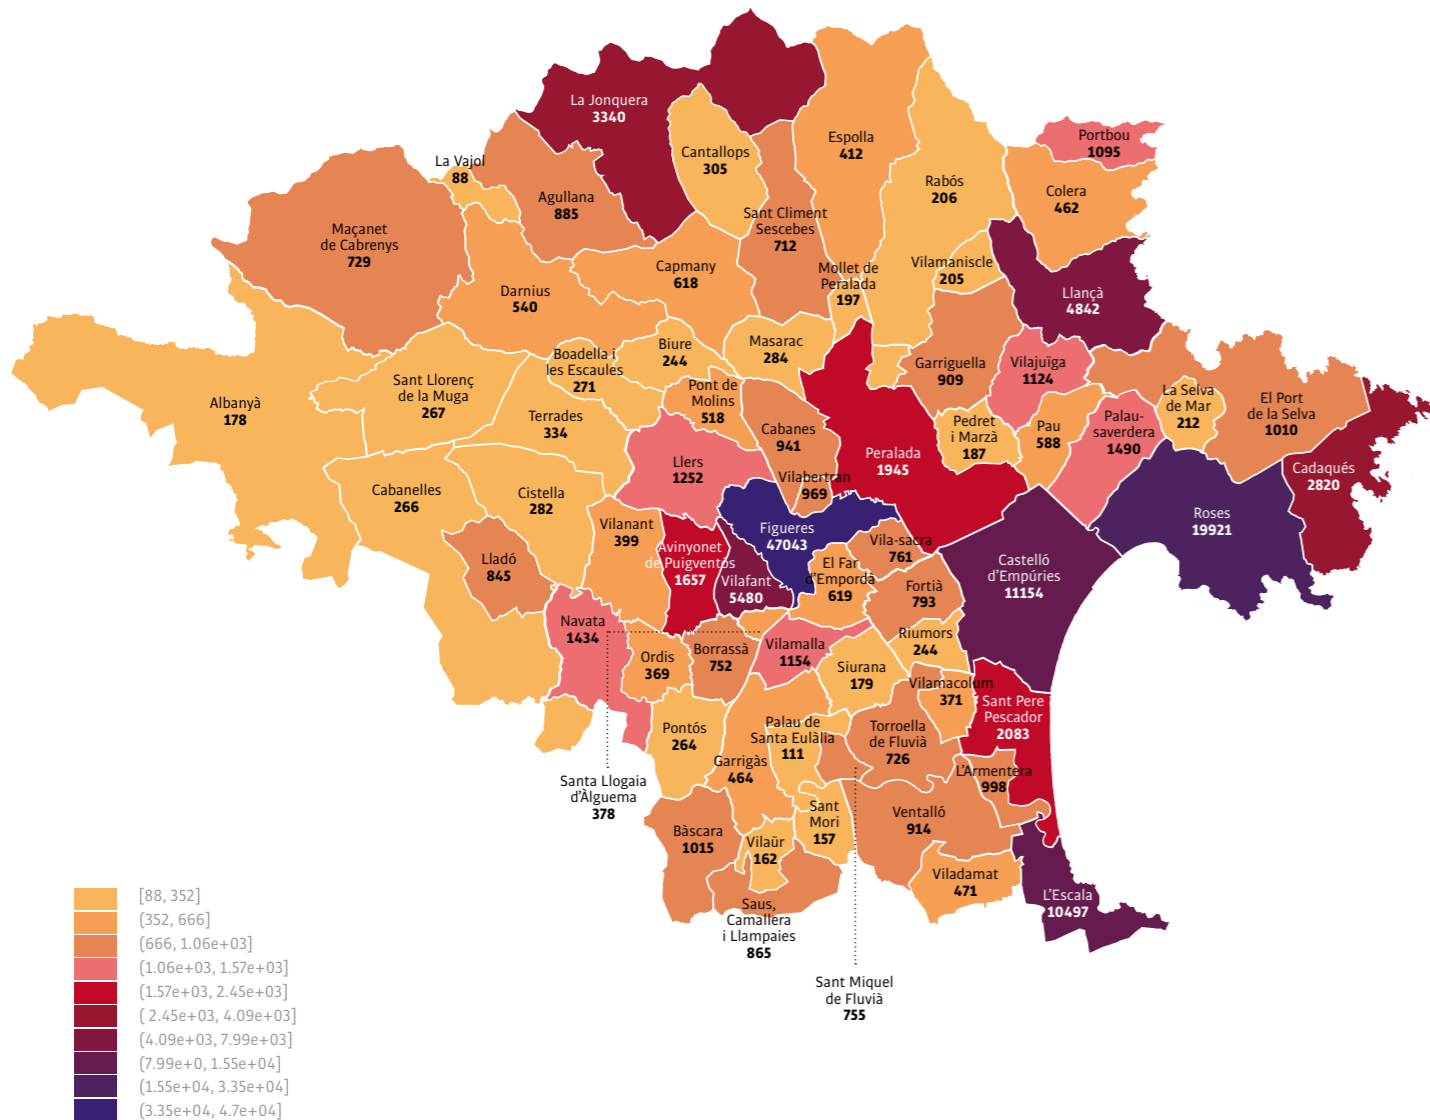 La Jonquera
3340
Cantallops
305
Espolla
412
Portbou
1095
La Vajol
88
Agullana
885
Rabós
206
Colera
462
Maçanet
de Cabrenys
729
Sant Climent
Sescebes
712
Capmany
618
Mollet de
Peralada
197
Vilamaniscle
205
Darnius
540
Llançà
4842
Masarac
284
Biure
244
Boadella i
les Escaules
271
Garriguella
909
Vilajuïga
1124
Sant Llorenç
de la Muga
267
Albanyà
178
Terrades
334
Pont de
Molins
518
Cabanes
941
Pedret
i Marzà
187
Pau
588
Palau-
saverdera
1490
La Selva
de Mar
212
El Port
de la Selva
1010
Peralada
1945
Llers
1252
Vilabertran
969
Cadaqués
2820
Cabanelles
266
Cistella
282
Vilanant
399
Figueres
47043
Roses
19921
Avinyonet
de Puigventós
1657
Vilafant
5480
Vila-sacra
761
El Far
d'Empordà
619
Castelló
d'Empúries
11154
Lladó
845
Fortià
793
Navata
1434
Riumors
244
Ordis
369
Borrassà
752
Vilamalla
1154
Siurana
179
Vilamacolum
371
Sant Pere
Pescador
2083
Pontós
264
Palau de
Santa Eulàlia
111
Torroella
de Fluvià
726
Garrigàs
464
L'Armentera
998
Santa Llogaia
d'Àlguema
378
Sant
Mori
157
Ventalló
914
Bàscara
1015
Vilaür
162
Viladamat
471
L'Escala
10497
Saus,
Camallera
i Llampaies
865
Sant Miquel
de Fluvià
755
[88, 352]
(352, 666]
(666, 1.06e+03]
(1.06e+03, 1.57e+03]
(1.57e+03, 2.45e+03]
( 2.45e+03, 4.09e+03]
(4.09e+03, 7.99e+03]
(7.99e+0, 1.55e+04]
(1.55e+04, 3.35e+04]
(3.35e+04, 4.7e+04]